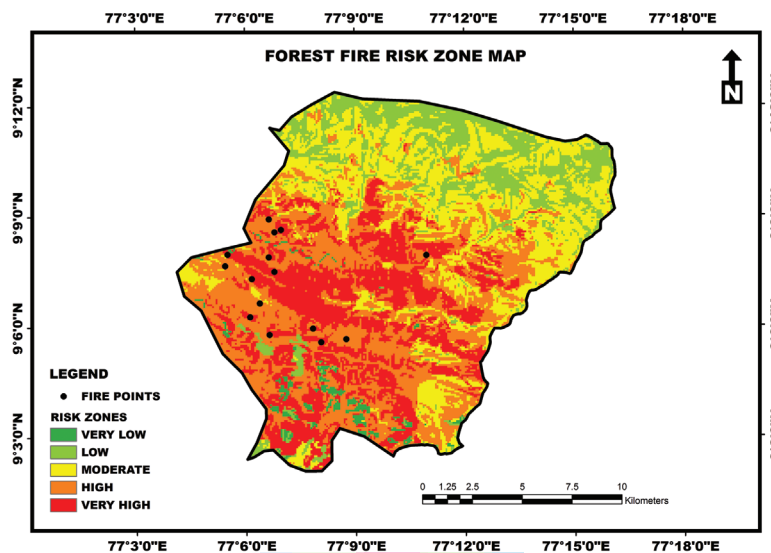 77°3'0"E 77°6'0"E 77°9'0"E 77°12'0"E 77°15'0"E 77°18'0"E
FOREST FIRE RISK ZONE MAP
N
9°12'0"N
9°9'0"N
9°6'0"N
9°3'0"N
LEGEND
FIRE POINTS
RISK ZONES
VERY LOW
LOW
MODERATE
HIGH
VERY HIGH
0 1.25 2.5 5 7.5 10
Kilometers
77°3'0"E 77°6'0"E 77°9'0"E 77°12'0"E 77°15'0"E 77°18'0"E